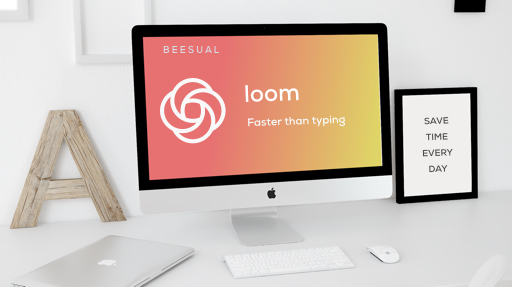 BEESUAL
loom
Faster than typing
SAVE
TIME
EVERY
DAY
A